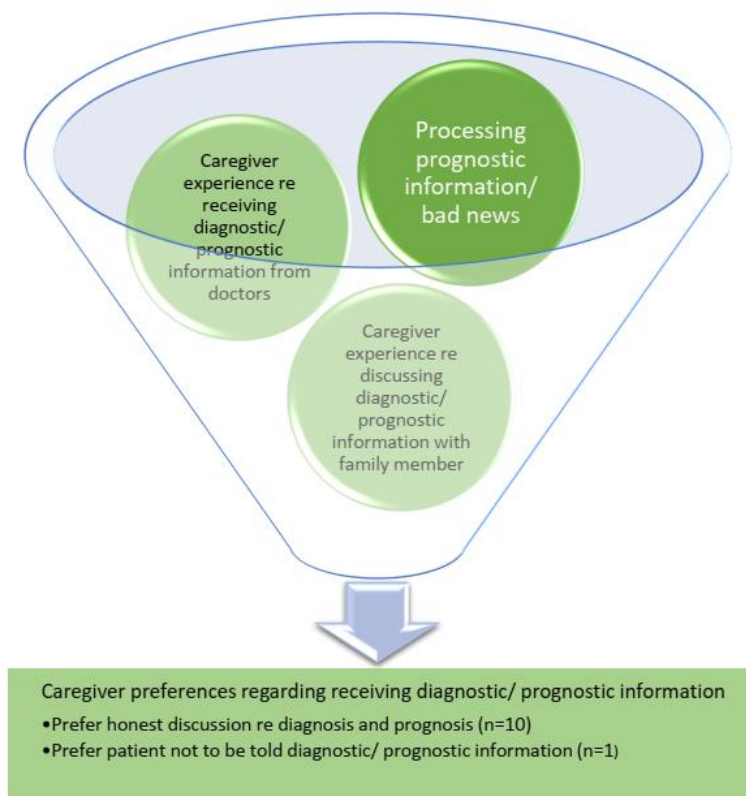 Caregiver
experience re
receiving
diagnostic/
prognostic
information from
doctors
Processing
prognostic
information/
bad news
Caregiver
experience re
discussing
diagnostic/
prognostic
information with
family member
Caregiver preferences regarding receiving diagnostic/ prognostic information
•Prefer honest discussion re diagnosis and prognosis (n=10)
•Prefer patient not to be told diagnostic/ prognostic information (n=1)